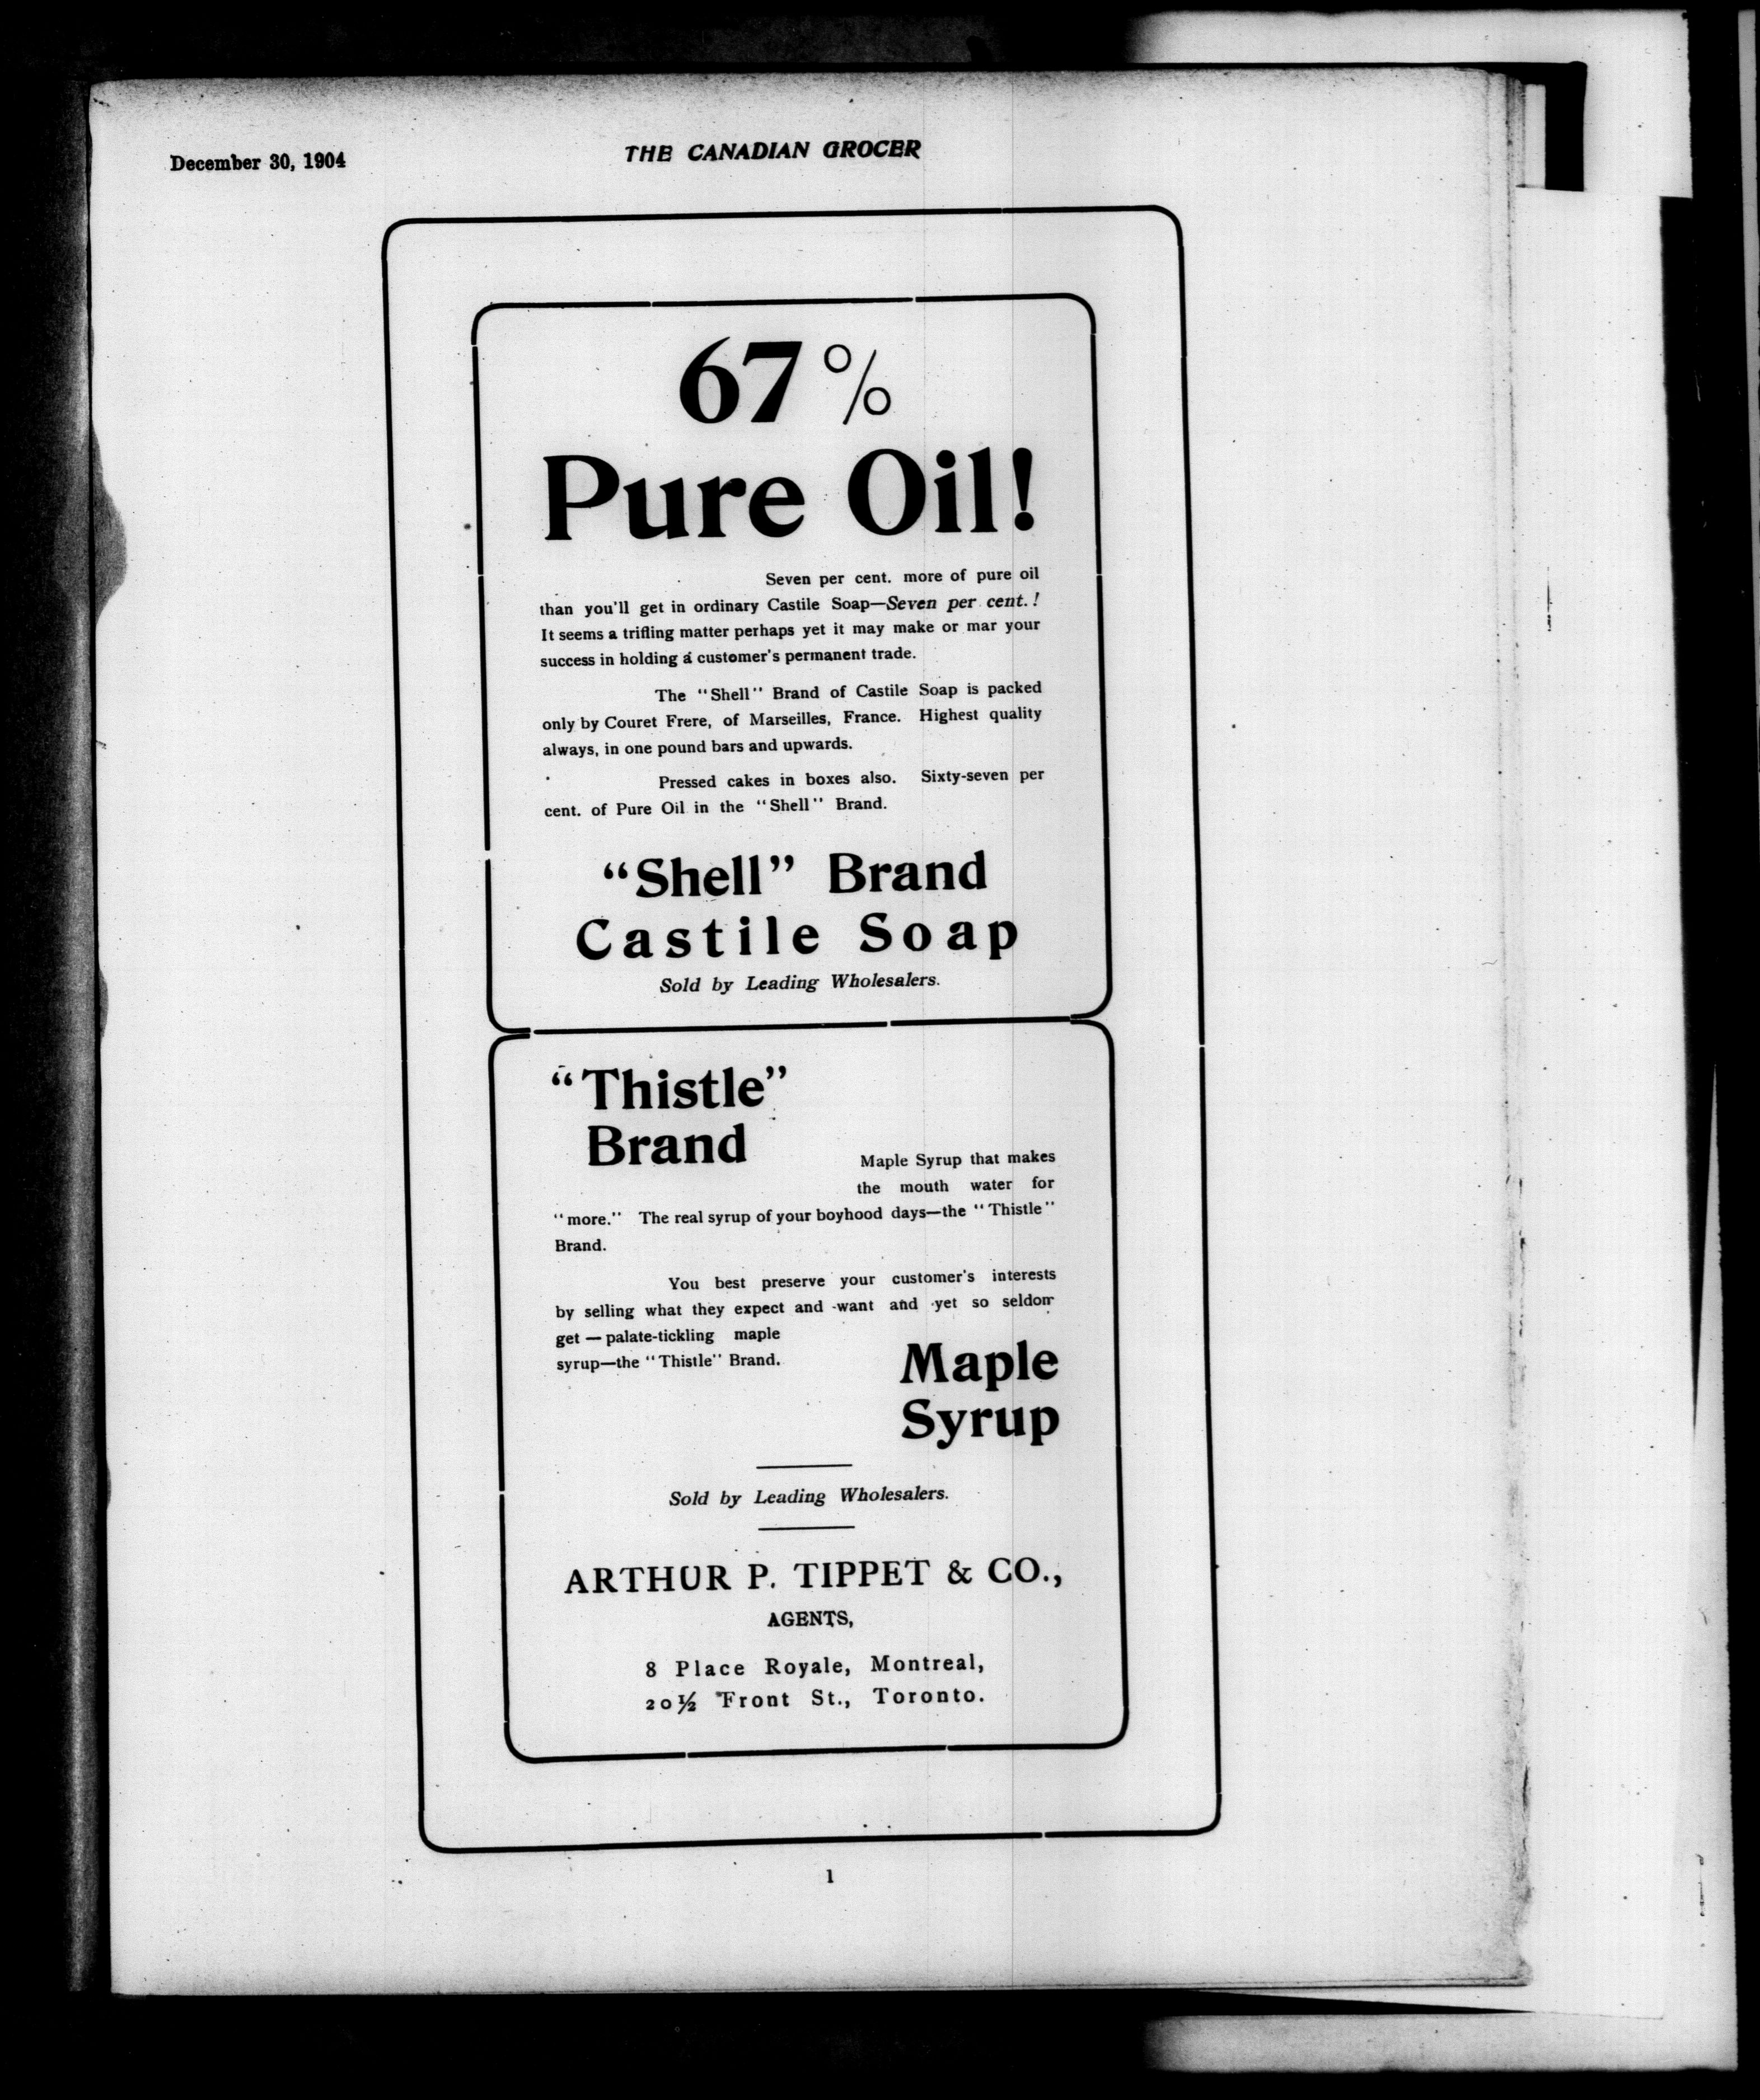 December 30, 1904
THE CANADIAN GROCER
67%
Pure Oil!
Seven per cent. more of pure oil
than you'll get in ordinary Castile Soap—Seven per cent.!
It seems a trifling matter perhaps yet it may make or mar your
success in holding a customer's permanent trade.
The "Shell" Brand of Castile Soap is packed
only by Couret Frere, of Marseilles, France. Highest quality
always, in one pound bars and upwards.
Pressed cakes in boxes also. Sixty-seven per
cent. of Pure Oil in the "Shell" Brand.
"Shell" Brand
Castile Soap
Sold by Leading Wholesalers.
"Thistle"
Brand
Maple Syrup that makes
the mouth water for
"more." The real syrup of your boyhood days—the "Thistle"
Brand.
You best preserve your customer's interests
by selling what they expect and want and yet so seldom
get — palate-tickling maple
syrup—the "Thistle" Brand.
Maple
Syrup
Sold by Leading Wholesalers.
ARTHUR P. TIPPET & CO.,
AGENTS,
8 Place Royale, Montreal,
20½ Front St., Toronto.
1